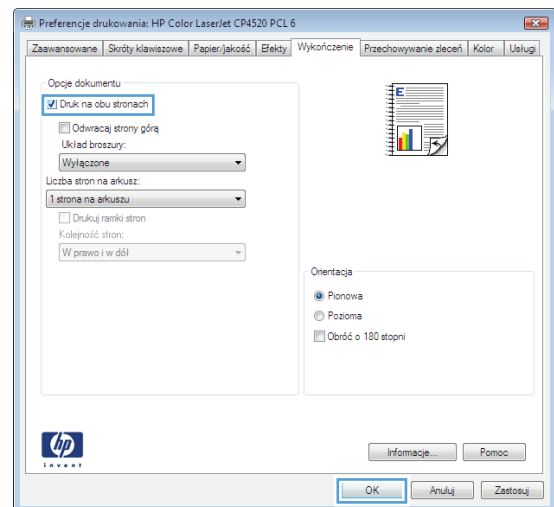 Preferencje drukowania: HP Color LaserJet CP4520 PCL 6
Zaawansowane Skróty klawiszowe Papier/jakość Efekty Wykończenie Przechowywanie zleceń Kolor Usługi
Opcje dokumentu
Druk na obu stronach
Odwracaj strony górą
Układ broszury:
Wyłączone
Liczba stron na arkusz:
1 strona na arkuszu
Drukuj ramki stron
Kolejność stron:
W prawo i w dół
E
Orientacja
Pionowa
Pozioma
Obróć o 180 stopni
hp
invent
Informacje... Pomoc
OK Anuluj Zastosuj